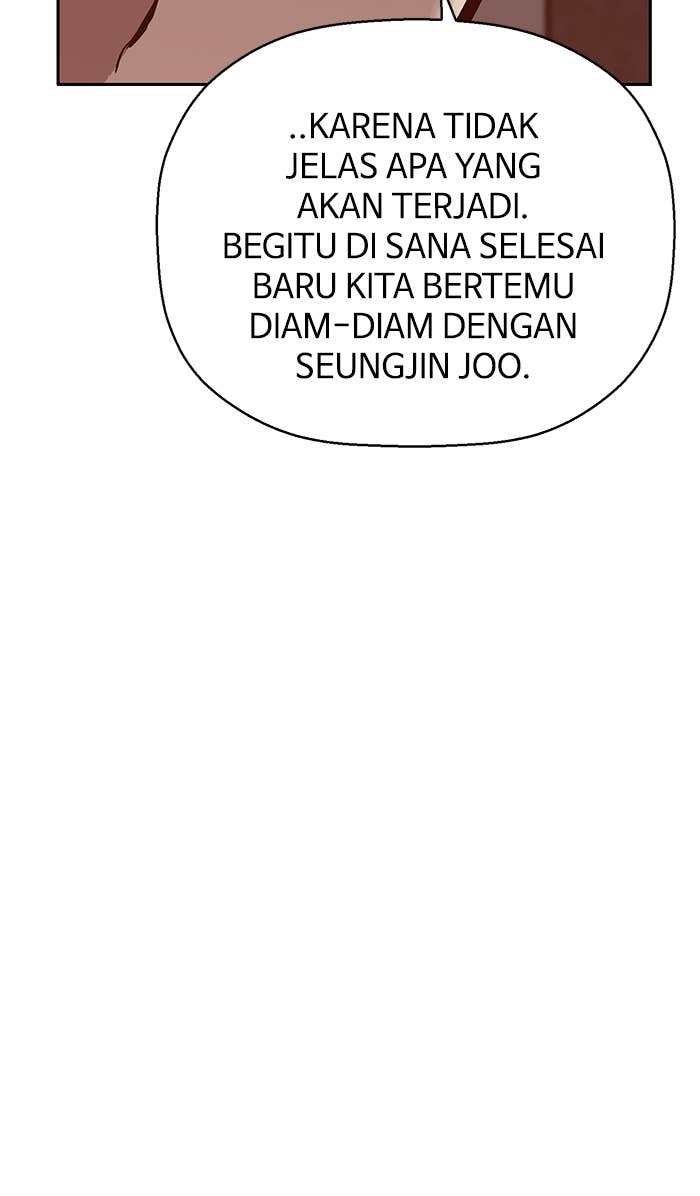 ..KARENA TIDAK
JELAS APA YANG
AKAN TERJADI.
BEGITU DI SANA SELESAI
BARU KITA BERTEMU
DIAM-DIAM DENGAN
SEUNGJIN JOO.